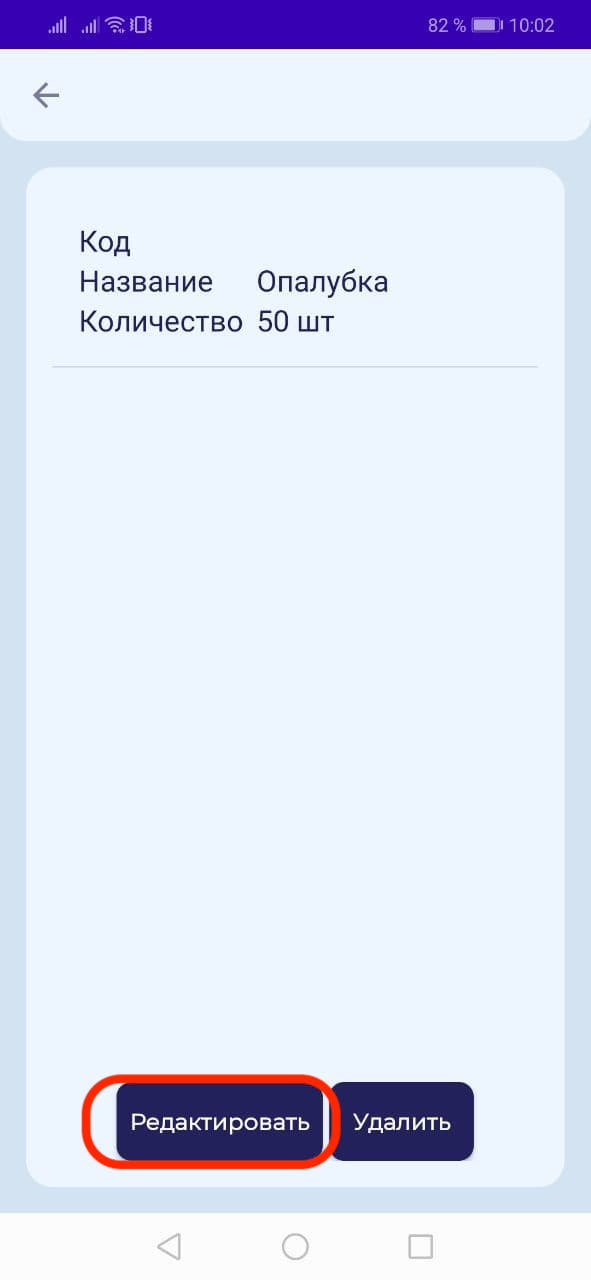 82 % 10:02
Код
Название Опалубка
Количество 50 шт
Редактировать Удалить